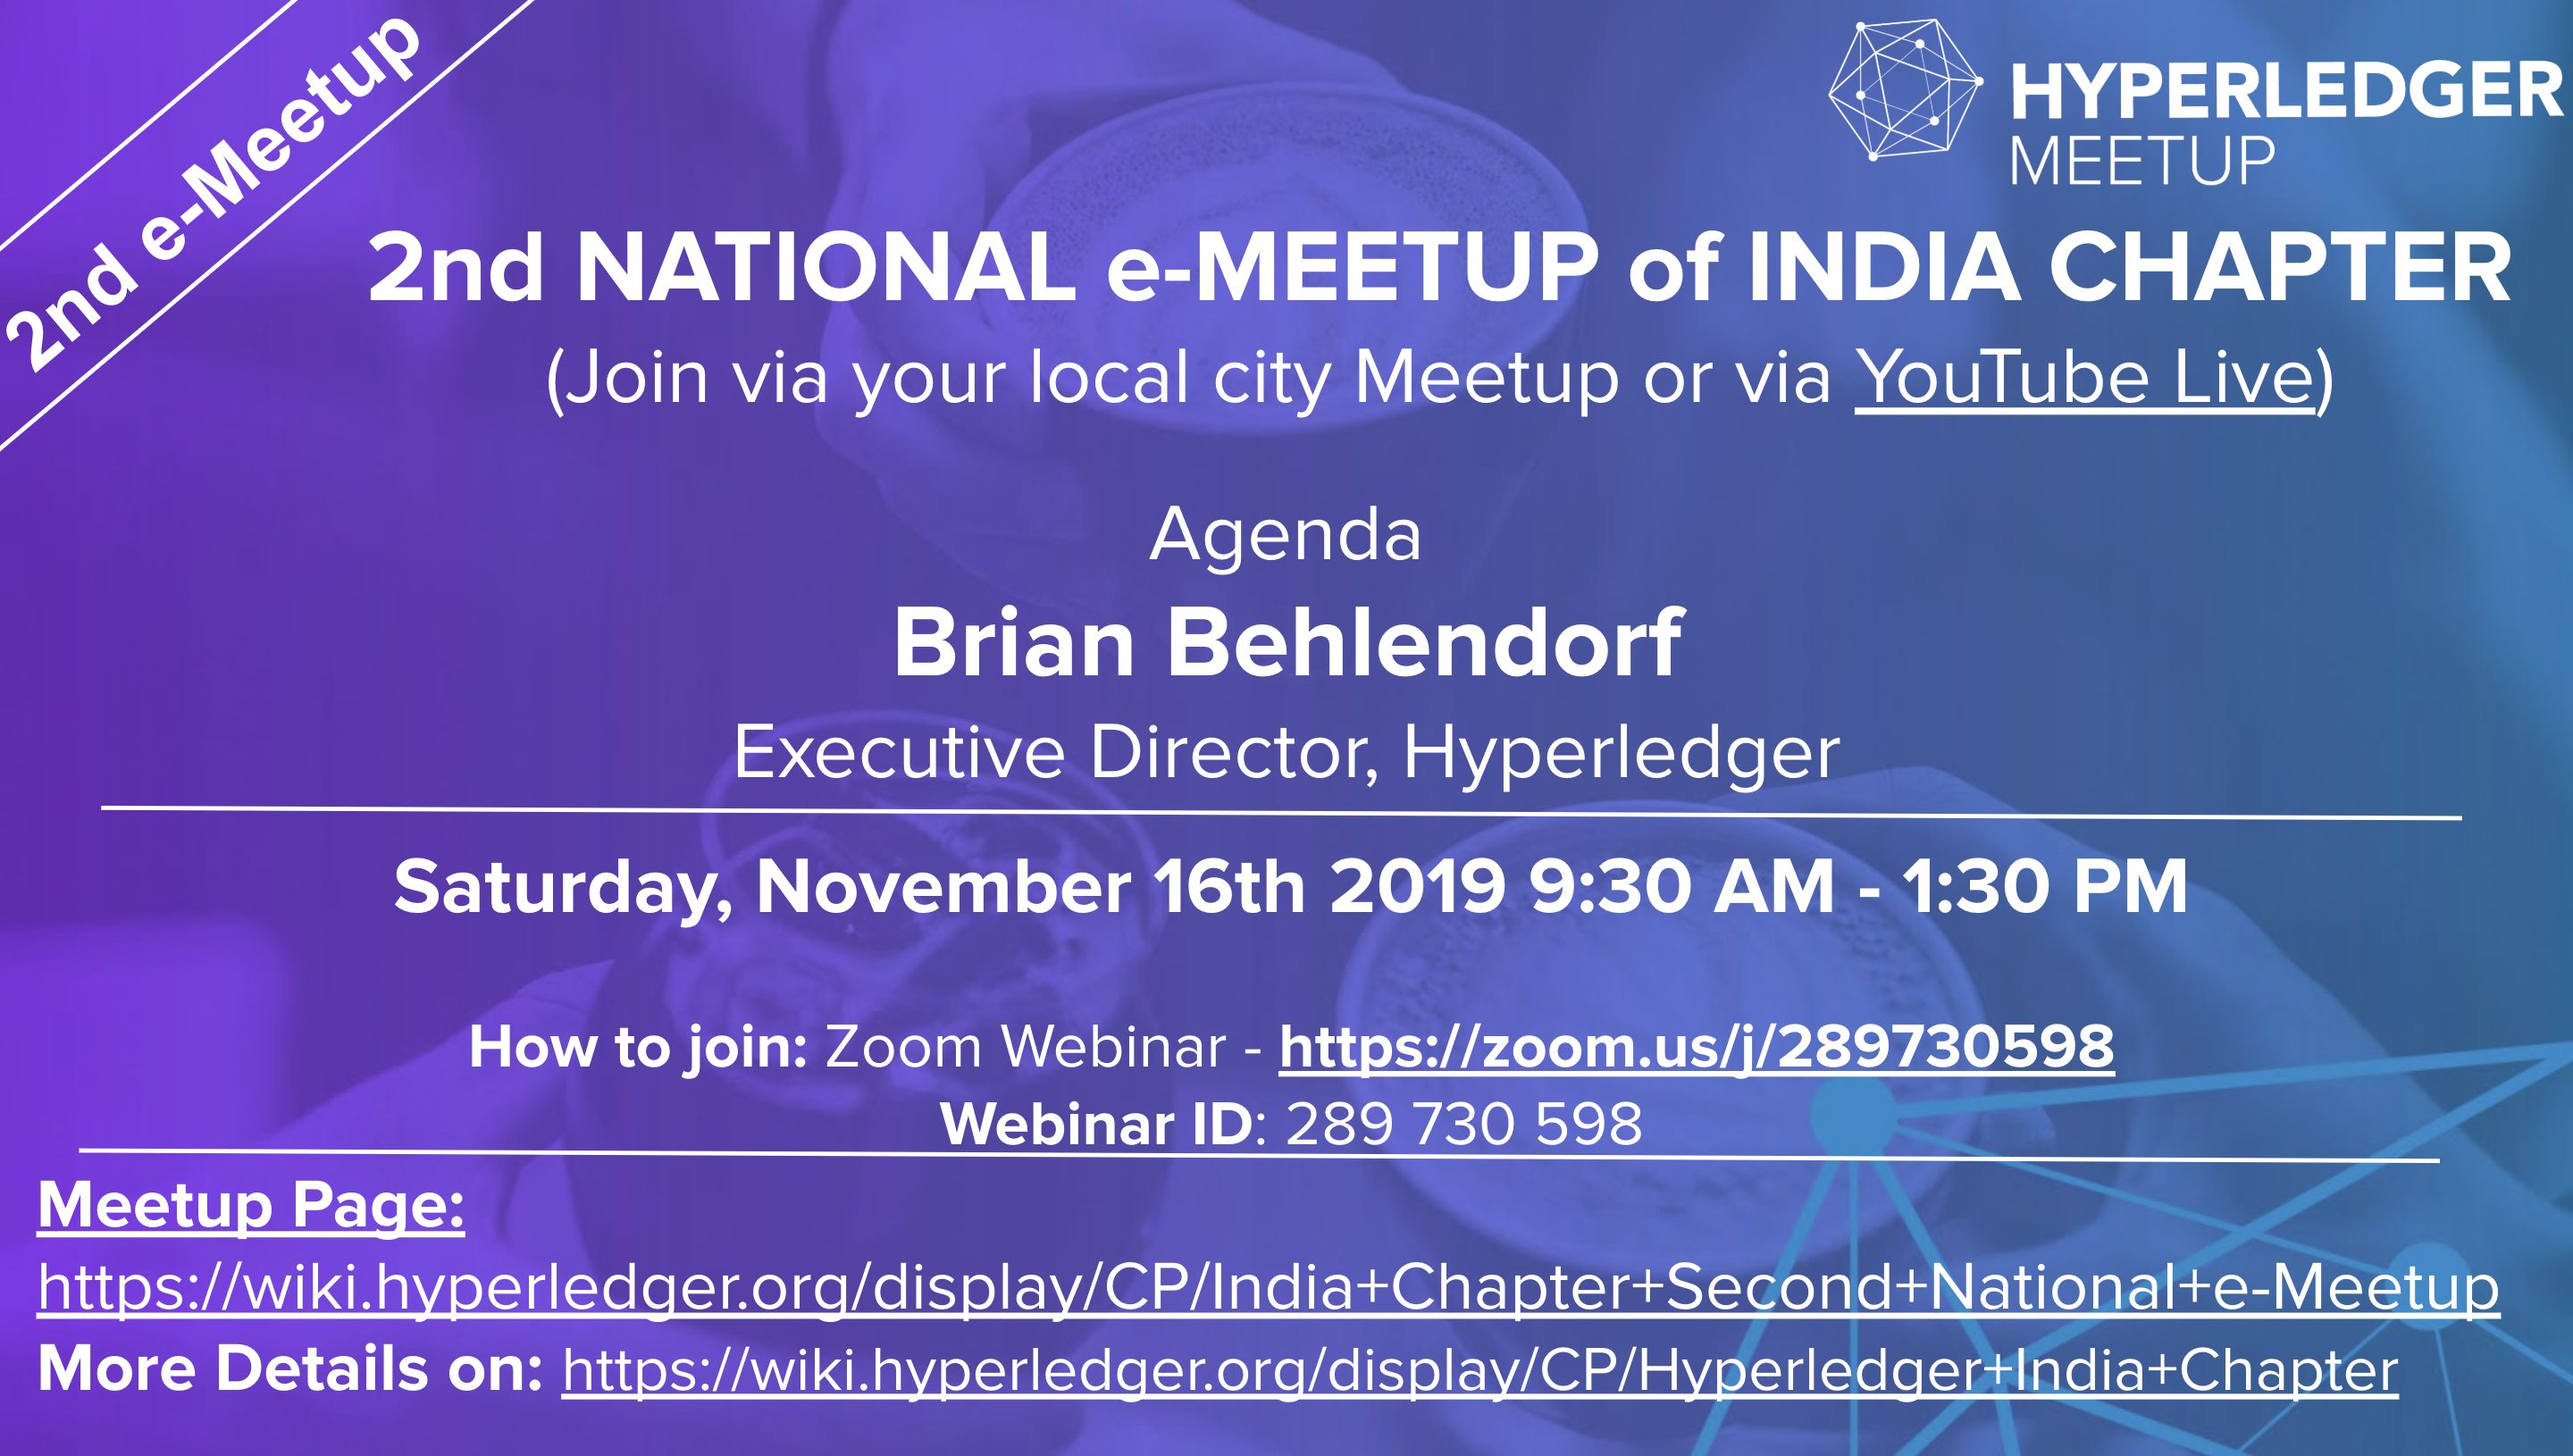 2nd e-Meetup
HYPERLEDGER
MEETUP
2nd NATIONAL e-MEETUP of INDIA CHAPTER
(Join via your local city Meetup or via YouTube Live)
Agenda
Brian Behlendorf
Executive Director, Hyperledger
Saturday, November 16th 2019 9:30 AM - 1:30 PM
How to join: Zoom Webinar - https://zoom.us/j/289730598
Webinar ID: 289 730 598
Meetup Page:
https://wiki.hyperledger.org/display/CP/India+Chapter+Second+National+e-Meetup
More Details on: https://wiki.hyperledger.org/display/CP/Hyperledger+India+Chapter